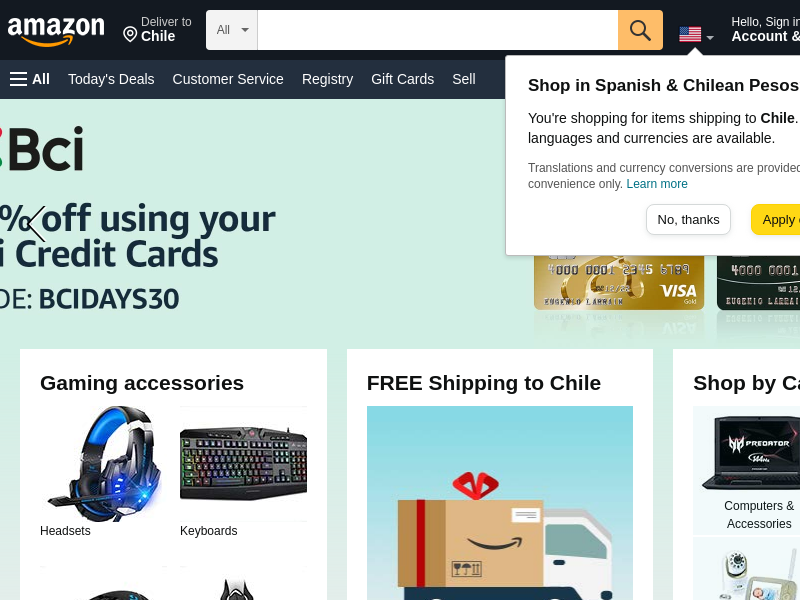 amazon
Deliver to
Chile
All
Hello, Sign in
Account &
All
Today's Deals
Customer Service
Registry
Gift Cards
Sell
Shop in Spanish & Chilean Pesos
You're shopping for items shipping to Chile.
languages and currencies are available.
Translations and currency conversions are provided
convenience only. Learn more
No, thanks
Apply
Bci
% off using your
i Credit Cards
DE: BCIDAYS30
4000 0001 2345 6789
VISA
Gold
EUGENIO LARRAIN
4000 0001
EUGENIO LARRAIN
Gaming accessories
Headsets
Keyboards
FREE Shipping to Chile
Shop by Ca
PREDATOR
Computers &
Accessories